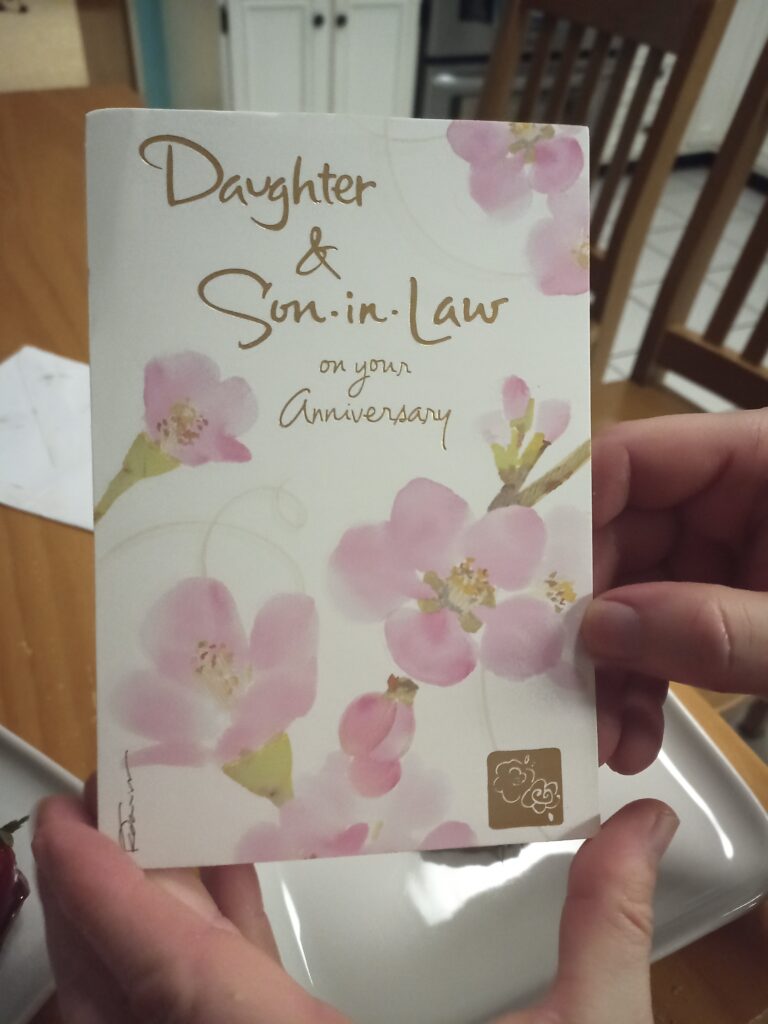 Daughter
&
Son·in·Law
on your
Anniversary